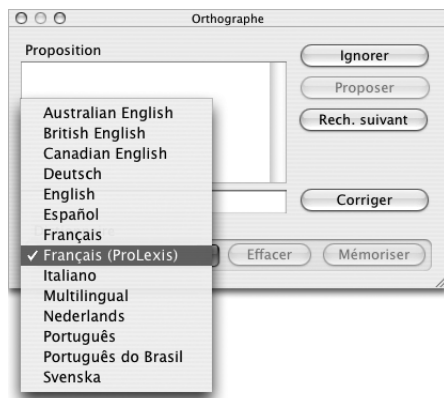 Orthographe
Proposition
Ignorer
Proposer
Rech. suivant
Corriger
Effacer
Mémoriser
Australian English
British English
Canadian English
Deutsch
English
Español
Français
✓ Français (ProLexis)
Italiano
Multilingual
Nederlands
Português
Português do Brasil
Svenska